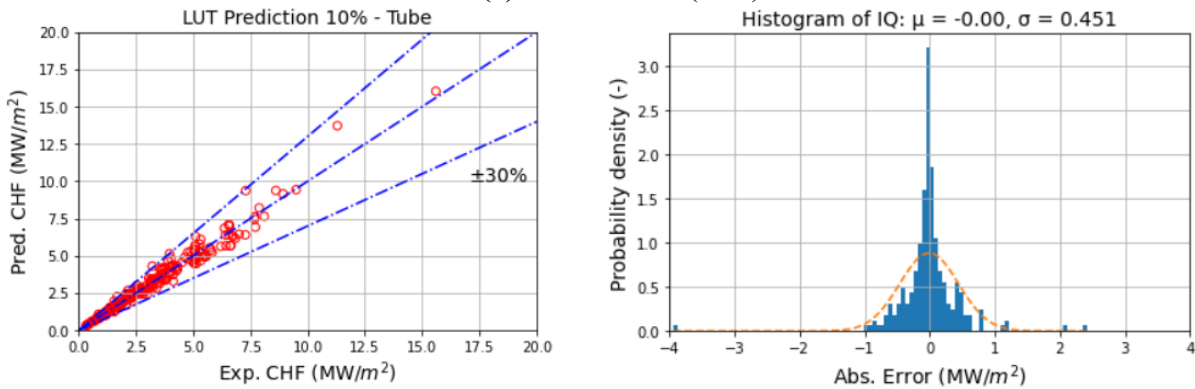 LUT Prediction 10% - Tube
20.0
17.5
15.0
12.5
10.0
7.5
5.0
2.5
0.0
Pred. CHF (MW/m²)
±30%
0.0 2.5 5.0 7.5 10.0 12.5 15.0 17.5 20.0
Exp. CHF (MW/m²)
Histogram of IQ: μ = -0.00, σ = 0.451
3.0
2.5
2.0
1.5
1.0
0.5
0.0
Probability density (-)
−4 −3 −2 −1 0 1 2 3 4
Abs. Error (MW/m²)